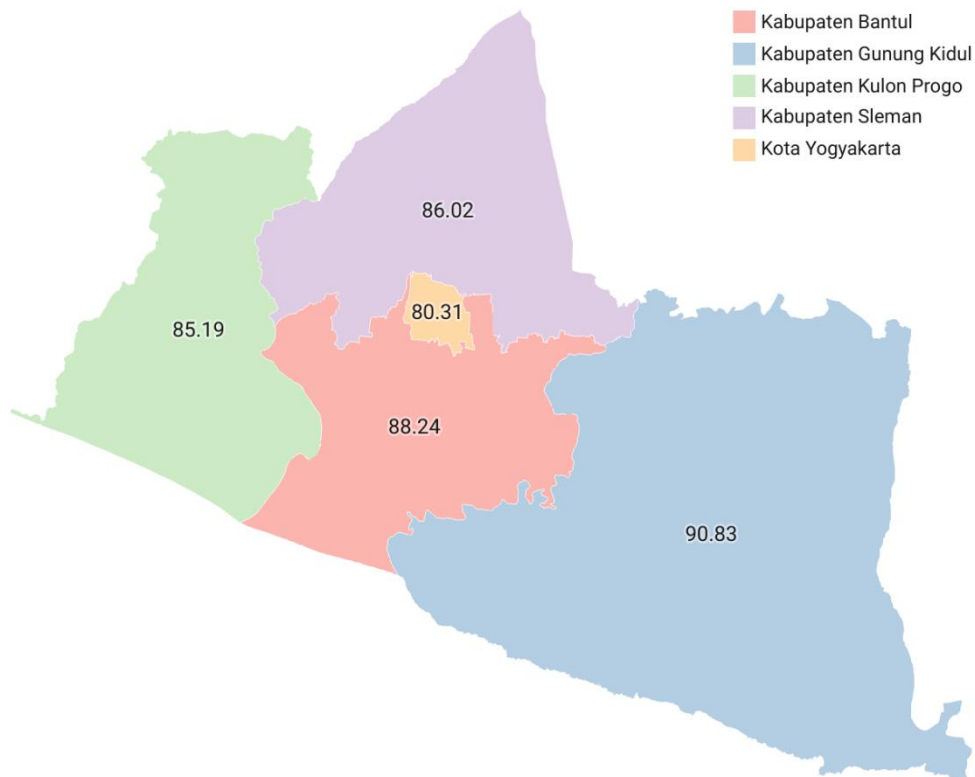 Kabupaten Bantul
Kabupaten Gunung Kidul
Kabupaten Kulon Progo
Kabupaten Sleman
Kota Yogyakarta
86.02
80.31
85.19
88.24
90.83